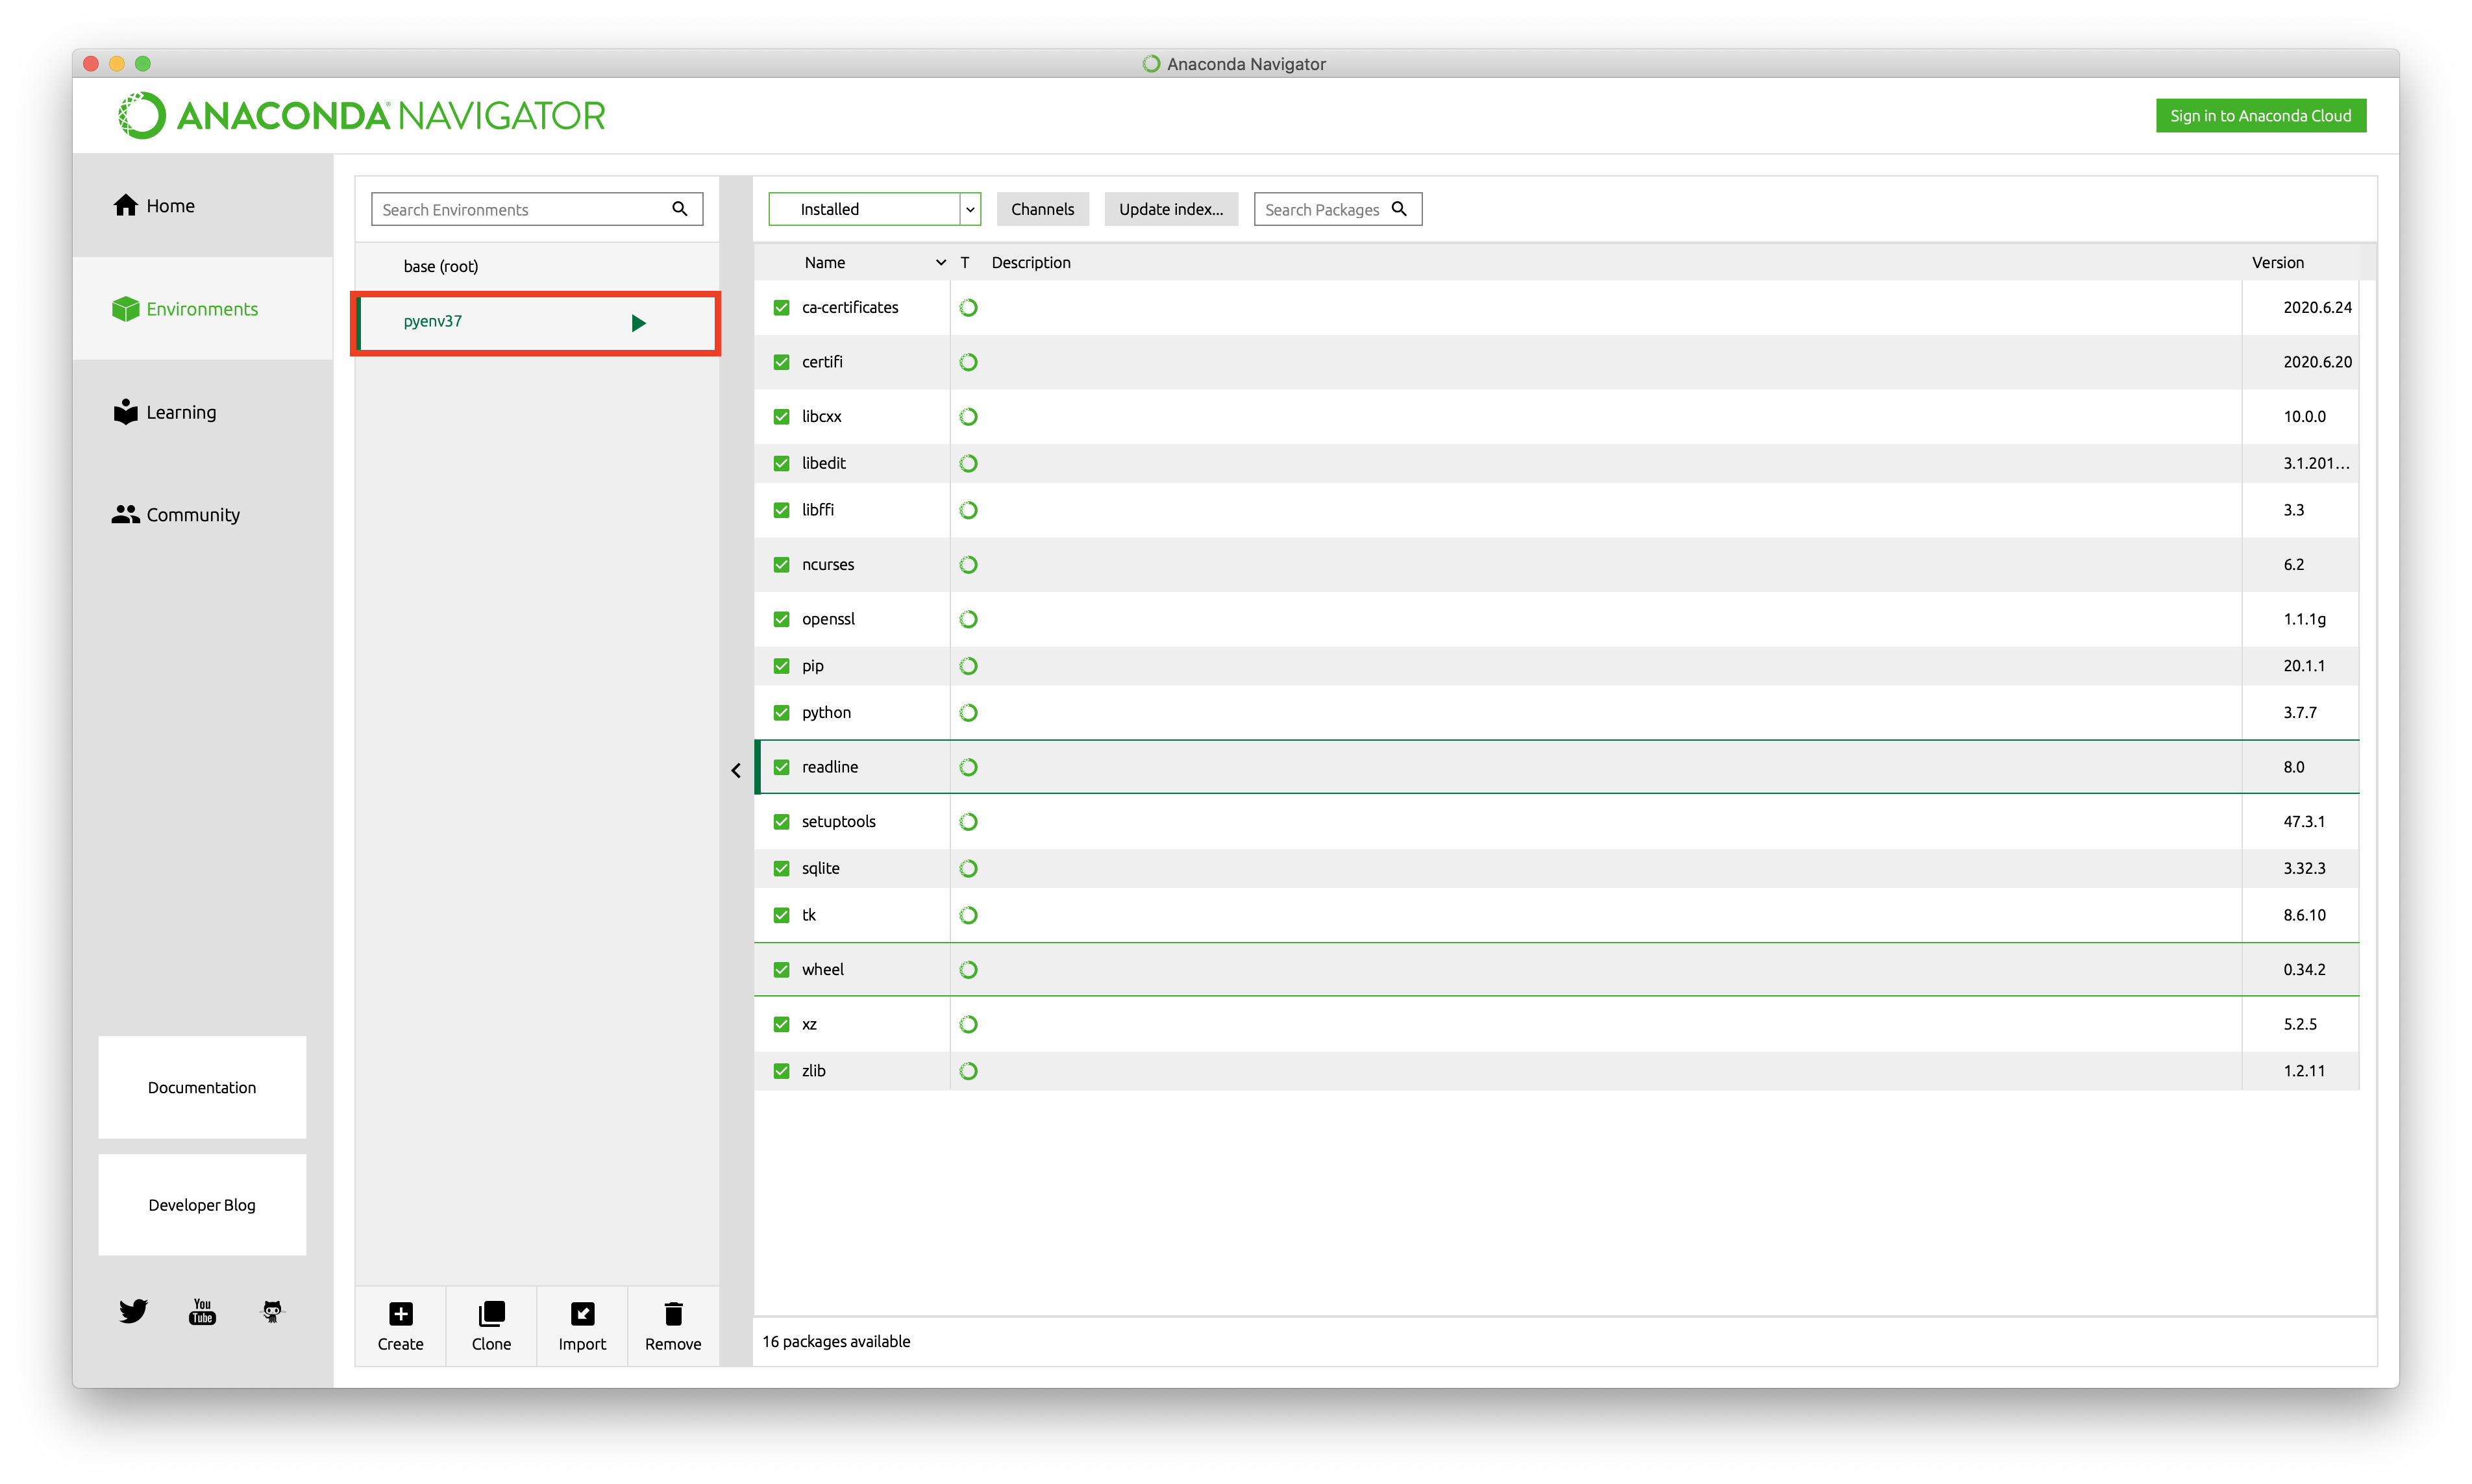 Anaconda Navigator
ANACONDA NAVIGATOR
Sign in to Anaconda Cloud
Home
Environments
Learning
Community
Documentation
Developer Blog
You
Tube
Search Environments
base (root)
pyenv37
Create
Clone
Import
Remove
Installed
Channels
Update index...
Search Packages
Name T Description Version
ca-certificates 2020.6.24
certifi 2020.6.20
libcxx 10.0.0
libedit 3.1.201...
libffi 3.3
ncurses 6.2
openssl 1.1.1g
pip 20.1.1
python 3.7.7
readline 8.0
setuptools 47.3.1
sqlite 3.32.3
tk 8.6.10
wheel 0.34.2
xz 5.2.5
zlib 1.2.11
16 packages available